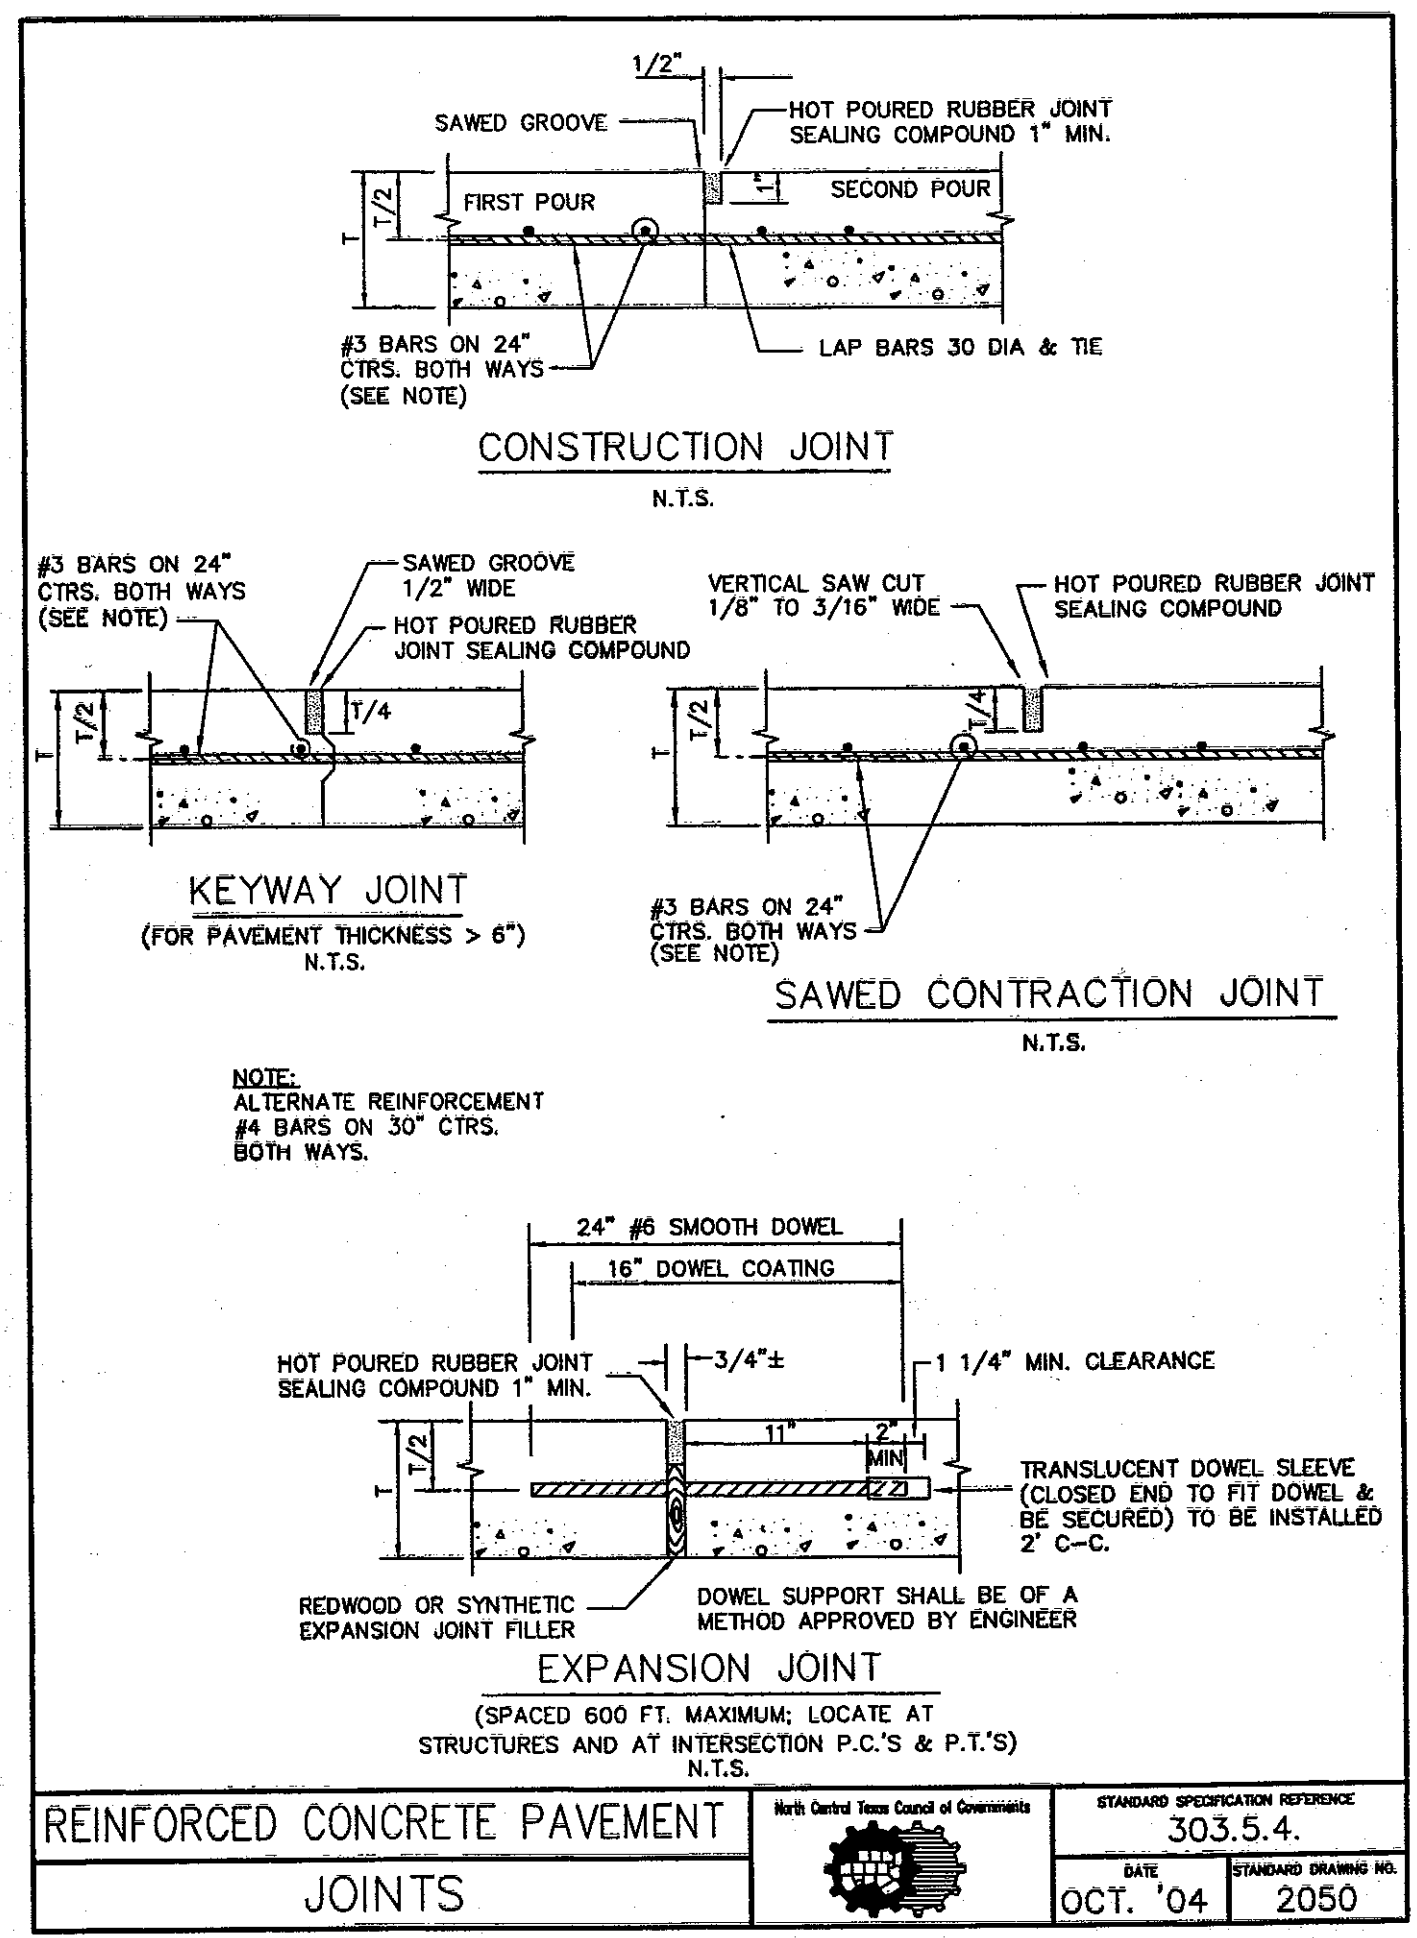 1/2"
SAWED GROOVE
HOT POURED RUBBER JOINT
SEALING COMPOUND 1" MIN.
T
T/2
FIRST POUR
1"
SECOND POUR
#3 BARS ON 24"
CTRS. BOTH WAYS
(SEE NOTE)
LAP BARS 30 DIA & TIE
CONSTRUCTION JOINT
N.T.S.
#3 BARS ON 24"
CTRS. BOTH WAYS
(SEE NOTE)
SAWED GROOVE
1/2" WIDE
HOT POURED RUBBER
JOINT SEALING COMPOUND
T
T/2
T/4
KEYWAY JOINT
(FOR PAVEMENT THICKNESS > 6")
N.T.S.
VERTICAL SAW CUT
1/8" TO 3/16" WIDE
HOT POURED RUBBER JOINT
SEALING COMPOUND
T
T/2
T/4
#3 BARS ON 24"
CTRS. BOTH WAYS
(SEE NOTE)
SAWED CONTRACTION JOINT
N.T.S.
NOTE:
ALTERNATE REINFORCEMENT
#4 BARS ON 30" CTRS.
BOTH WAYS.
24" #6 SMOOTH DOWEL
16" DOWEL COATING
HOT POURED RUBBER JOINT
SEALING COMPOUND 1" MIN.
3/4"±
1 1/4" MIN. CLEARANCE
T
T/2
11"
2"
MIN
TRANSLUCENT DOWEL SLEEVE
(CLOSED END TO FIT DOWEL &
BE SECURED) TO BE INSTALLED
2' C-C.
REDWOOD OR SYNTHETIC
EXPANSION JOINT FILLER
DOWEL SUPPORT SHALL BE OF A
METHOD APPROVED BY ENGINEER
EXPANSION JOINT
(SPACED 600 FT. MAXIMUM; LOCATE AT
STRUCTURES AND AT INTERSECTION P.C.'S & P.T.'S)
N.T.S.
REINFORCED CONCRETE PAVEMENT
JOINTS
North Central Texas Council of Governments
STANDARD SPECIFICATION REFERENCE
303.5.4.
DATE
OCT. '04
STANDARD DRAWING NO.
2050